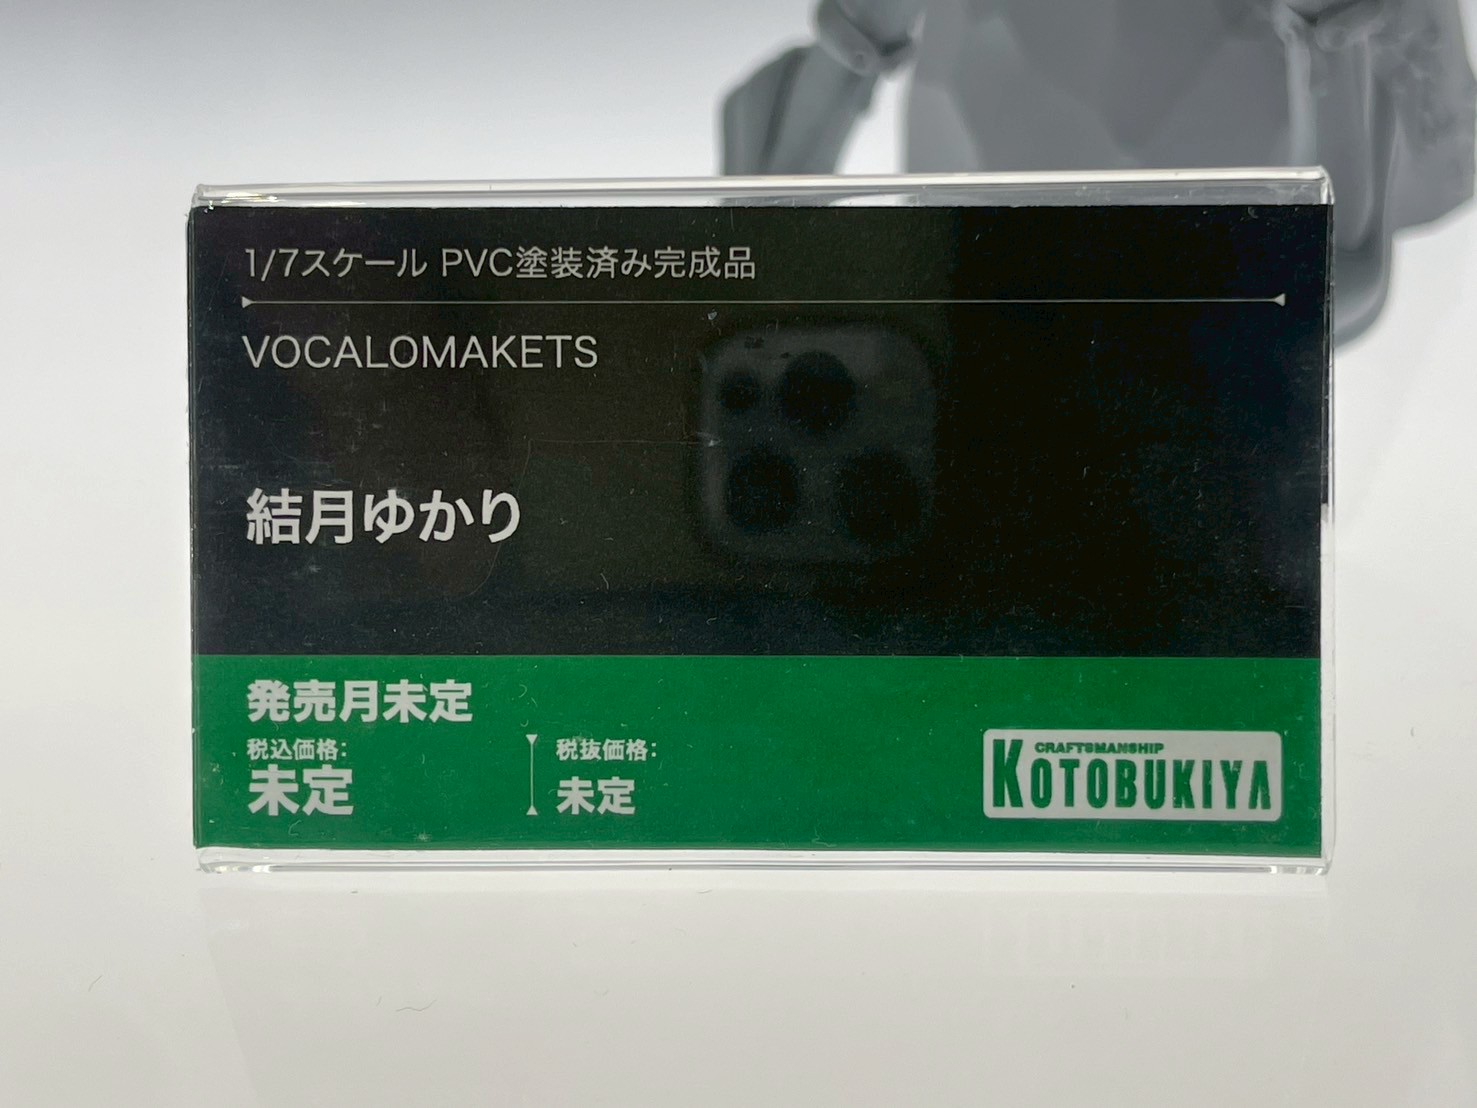 1/7スケール PVC塗装済み完成品
VOCALOMAKETS
結月ゆかり
発売月未定
税込価格:
未定
税抜価格:
未定
CRAFTSMANSHIP
KOTOBUKIYA